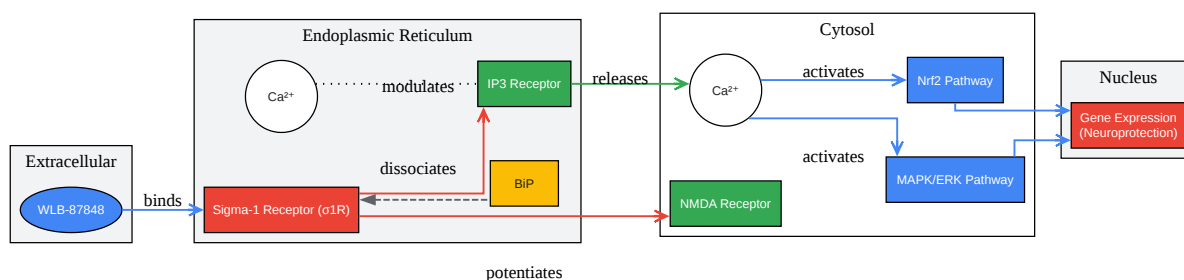 Endoplasmic Reticulum
Cytosol
Ca²⁺
modulates
IP3 Receptor
releases
Ca²⁺
activates
Nrf2 Pathway
Nucleus
Gene Expression
(Neuroprotection)
Extracellular
WLB-87848
binds
Sigma-1 Receptor (σ1R)
dissociates
BiP
NMDA Receptor
activates
MAPK/ERK Pathway
potentiates